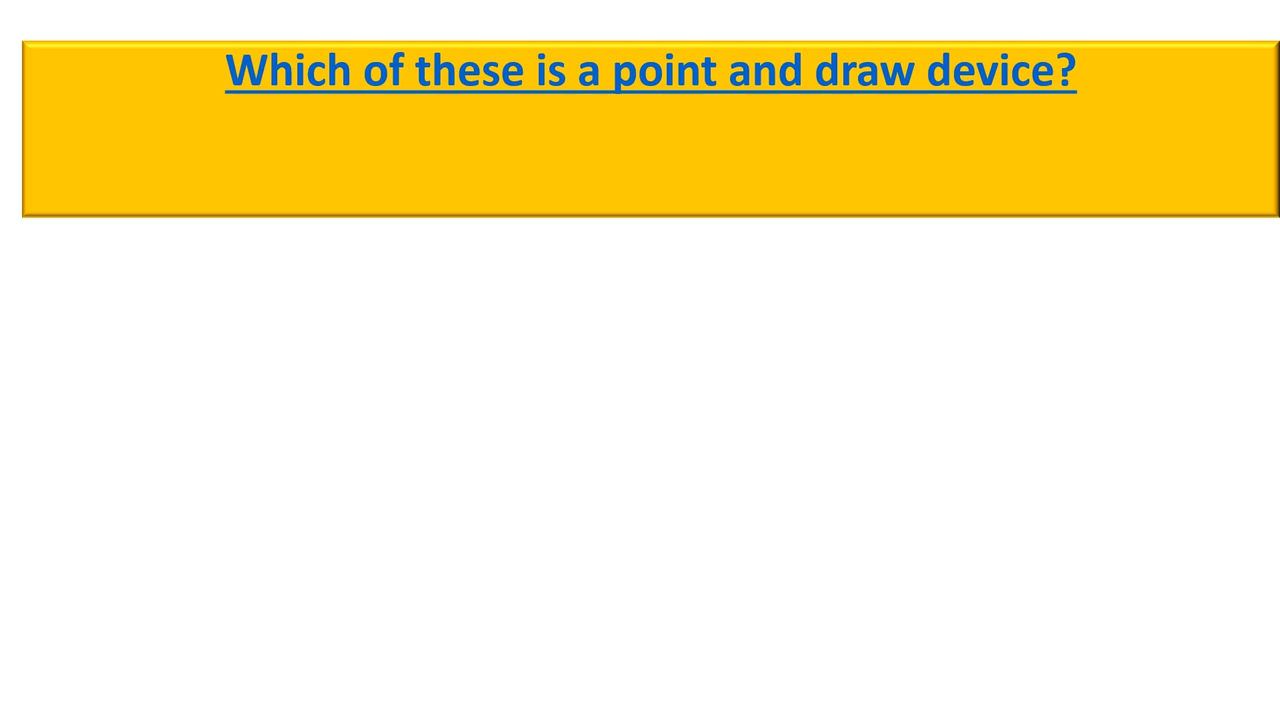 Which of these is a point and draw device?